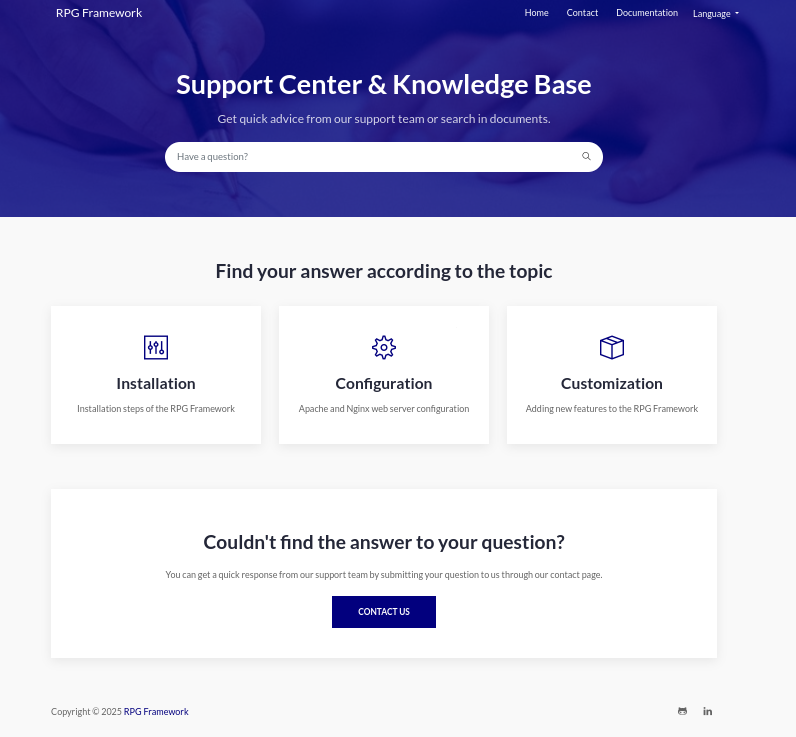 RPG Framework
Home Contact Documentation Language
Support Center & Knowledge Base
Get quick advice from our support team or search in documents.
Have a question?
Find your answer according to the topic
Installation
Installation steps of the RPG Framework
Configuration
Apache and Nginx web server configuration
Customization
Adding new features to the RPG Framework
Couldn't find the answer to your question?
You can get a quick response from our support team by submitting your question to us through our contact page.
CONTACT US
Copyright © 2025 RPG Framework